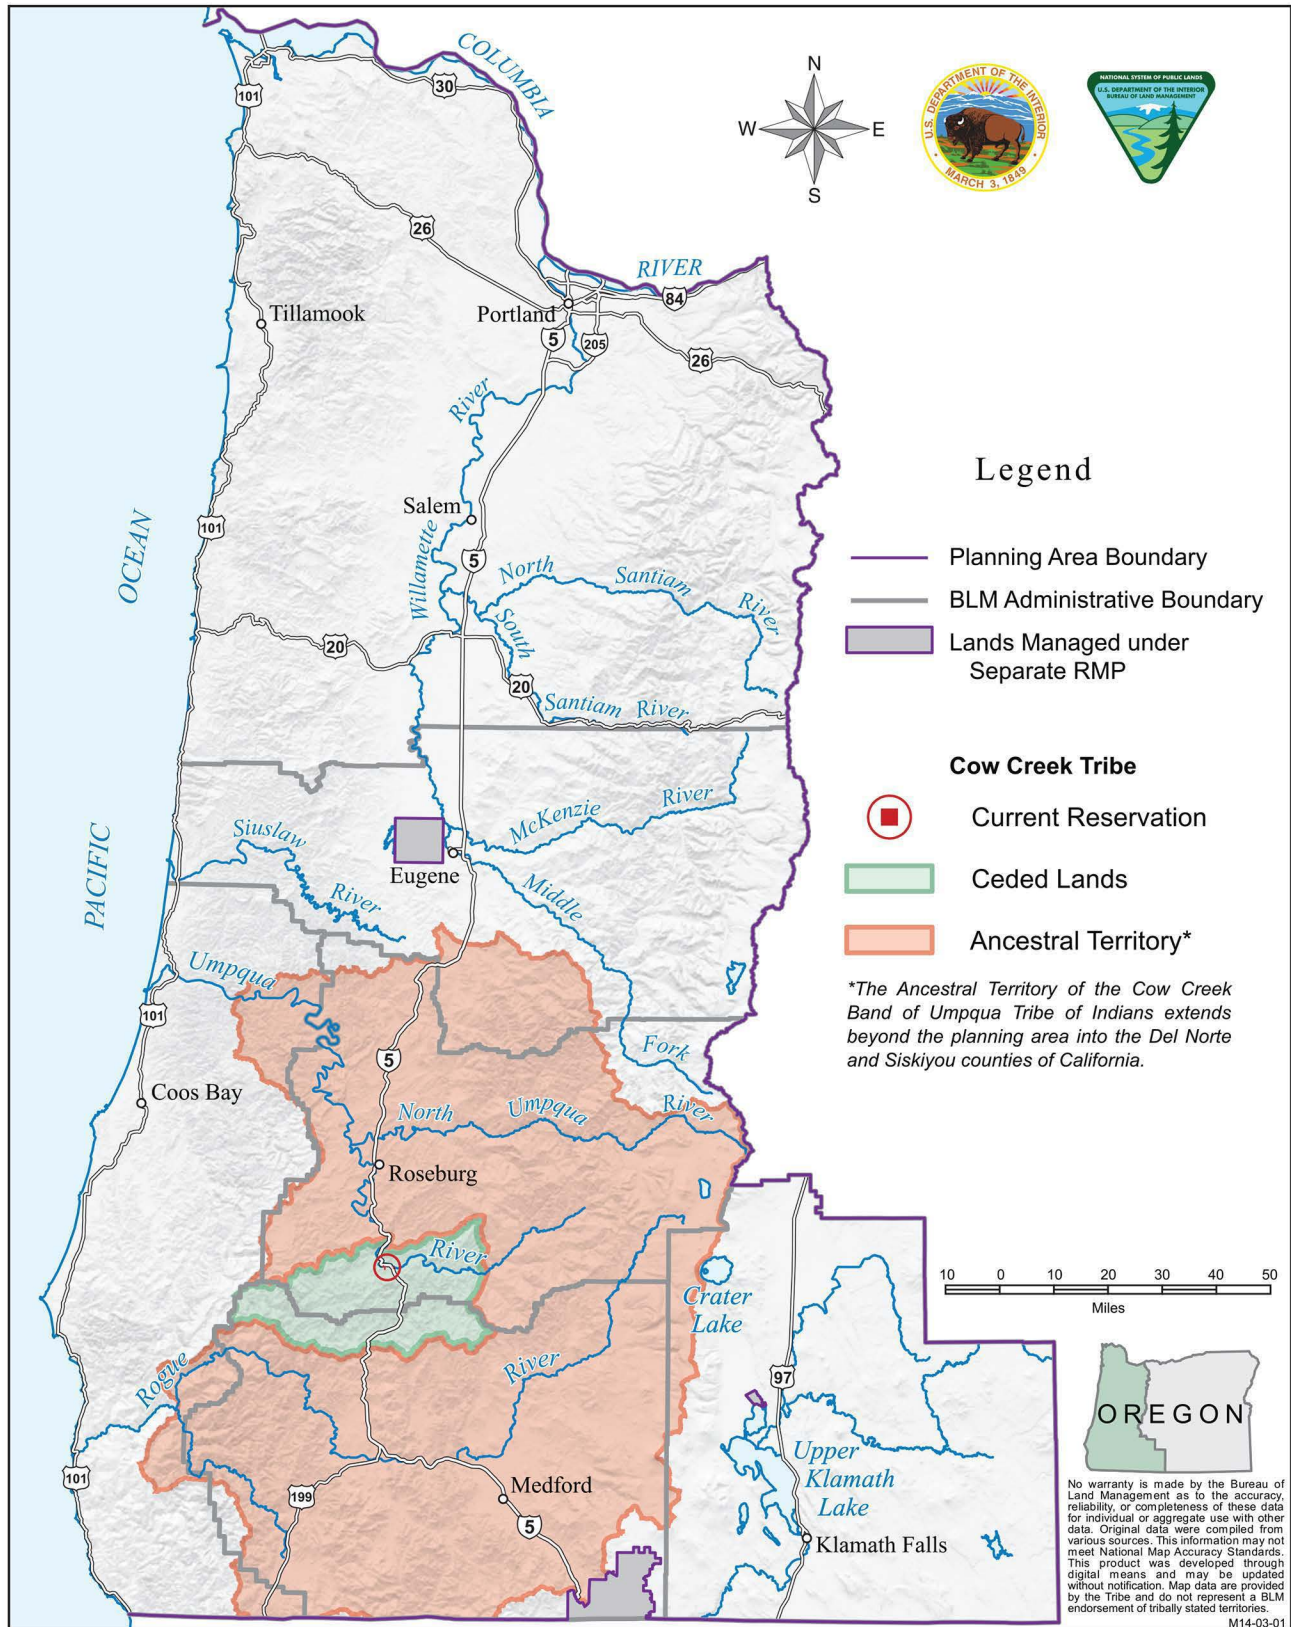 COLUMBIA
30
101
N
W
E
S
U.S. DEPARTMENT OF THE INTERIOR
MARCH 3, 1849
NATIONAL SYSTEM OF PUBLIC LANDS
U.S. DEPARTMENT OF THE INTERIOR
BUREAU OF LAND MANAGEMENT
26
RIVER
84
Tillamook
Portland
5
205
26
River
Legend
Salem
OCEAN
101
Willamette
5
North
Santiam
River
Planning Area Boundary
BLM Administrative Boundary
Lands Managed under
Separate RMP
South
20
20
Santiam River
Cow Creek Tribe
Current Reservation
Ceded Lands
Ancestral Territory*
*The Ancestral Territory of the Cow Creek
Band of Umpqua Tribe of Indians extends
beyond the planning area into the Del Norte
and Siskiyou counties of California.
McKenzie
River
PACIFIC
Siuslaw
River
Eugene
Middle
Fork
Umpqua
101
5
Coos Bay
North
Umpqua
River
Roseburg
River
Crater
Lake
10 0 10 20 30 40 50
Miles
Rogue
River
97
OREGON
Upper
Klamath
Lake
101
199
Medford
5
Klamath Falls
No warranty is made by the Bureau of
Land Management as to the accuracy,
reliability, or completeness of these data
for individual or aggregate use with other
data. Original data were compiled from
various sources. This information may not
meet National Map Accuracy Standards.
This product was developed through
digital means and may be updated
without notification. Map data are provided
by the Tribe and do not represent a BLM
endorsement of tribally stated territories.
M14-03-01